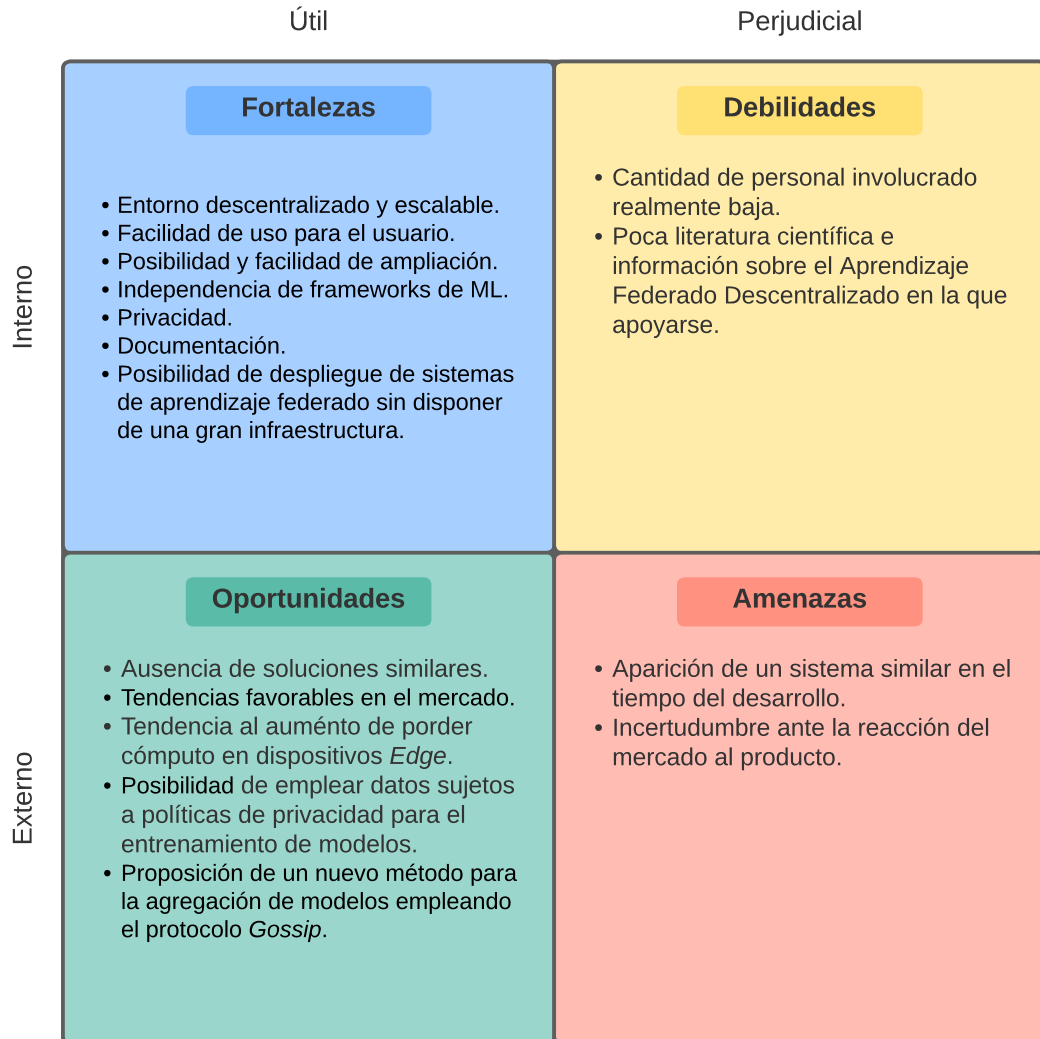 Útil
Perjudicial
Interno
Fortalezas
• Entorno descentralizado y escalable.
• Facilidad de uso para el usuario.
• Posibilidad y facilidad de ampliación.
• Independencia de frameworks de ML.
• Privacidad.
• Documentación.
• Posibilidad de despliegue de sistemas
de aprendizaje federado sin disponer
de una gran infraestructura.
Debilidades
• Cantidad de personal involucrado
realmente baja.
• Poca literatura científica e
información sobre el Aprendizaje
Federado Descentralizado en la que
apoyarse.
Externo
Oportunidades
• Ausencia de soluciones similares.
• Tendencias favorables en el mercado.
• Tendencia al auménto de porder
cómputo en dispositivos Edge.
• Posibilidad de emplear datos sujetos
a políticas de privacidad para el
entrenamiento de modelos.
• Proposición de un nuevo método para
la agregación de modelos empleando
el protocolo Gossip.
Amenazas
• Aparición de un sistema similar en el
tiempo del desarrollo.
• Incertudumbre ante la reacción del
mercado al producto.